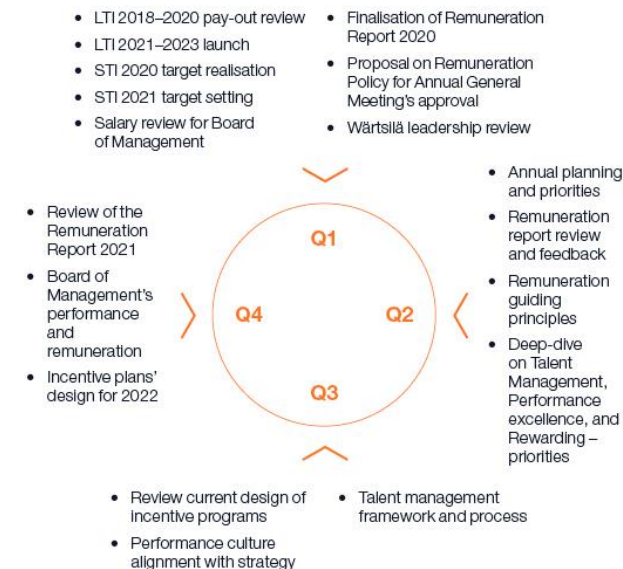 • LTI 2018–2020 pay-out review
• LTI 2021–2023 launch
• STI 2020 target realisation
• STI 2021 target setting
• Salary review for Board
of Management
• Finalisation of Remuneration
Report 2020
• Proposal on Remuneration
Policy for Annual General
Meeting's approval
• Wärtsilä leadership review
Q1
• Annual planning
and priorities
• Remuneration
report review
and feedback
• Remuneration
guiding
principles
• Deep-dive
on Talent
Management,
Performance
excellence, and
Rewarding –
priorities
Q2
Q3
• Review current design of
incentive programs
• Performance culture
alignment with strategy
• Talent management
framework and process
Q4
• Review of the
Remuneration
Report 2021
• Board of
Management's
performance
and
remuneration
• Incentive plans'
design for 2022